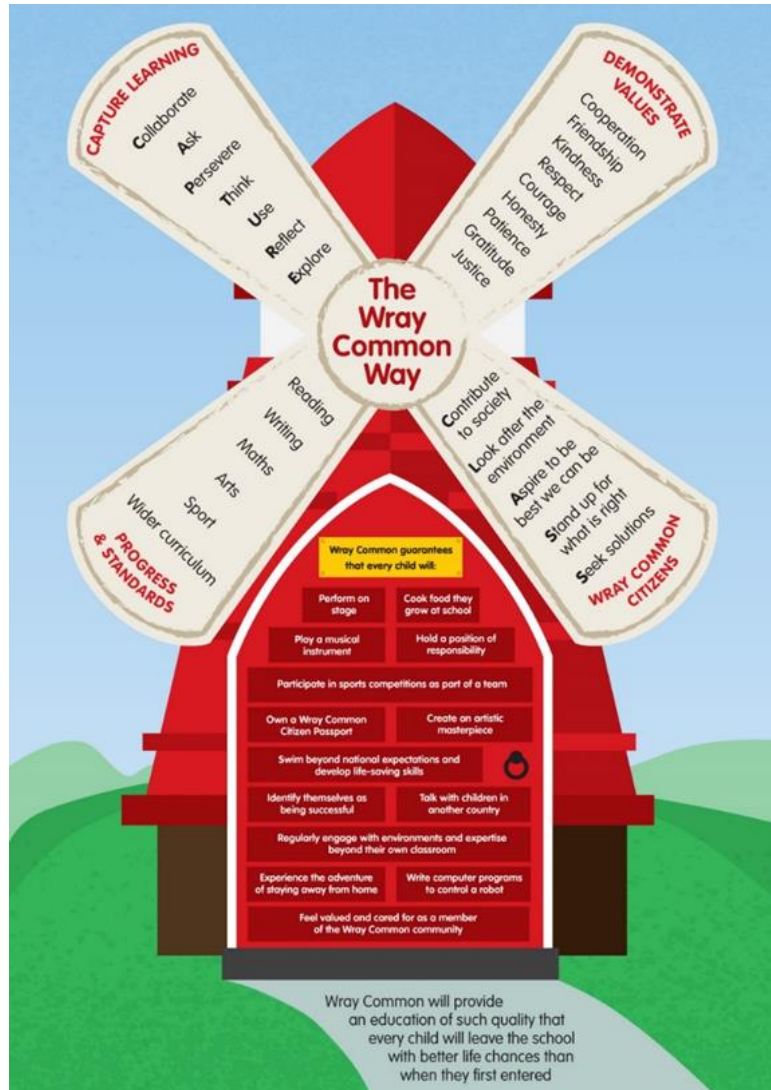 CAPTURE LEARNING
Collaborate
Ask
Persevere
Think
Use
Reflect
Explore
DEMONSTRATE
VALUES
Cooperation
Friendship
Kindness
Respect
Courage
Honesty
Patience
Gratitude
Justice
The
Wray
Common
Way
Reading
Writing
Maths
Arts
Sport
Wider curriculum
PROGRESS
& STANDARDS
Contribute
to society
Look after the
environment
Aspire to be
best we can be
Stand up for
what is right
Seek solutions
WRAY COMMON
CITIZENS
Wray Common guarantees
that every child will:
Perform on
stage
Cook food they
grow at school
Play a musical
instrument
Hold a position of
responsibility
Participate in sports competitions as part of a team
Own a Wray Common
Citizen Passport
Create an artistic
masterpiece
Swim beyond national expectations and
develop life-saving skills
Identify themselves as
being successful
Talk with children in
another country
Regularly engage with environments and expertise
beyond their own classroom
Experience the adventure
of staying away from home
Write computer programs
to control a robot
Feel valued and cared for as a member
of the Wray Common community
Wray Common will provide
an education of such quality that
every child will leave the school
with better life chances than
when they first entered